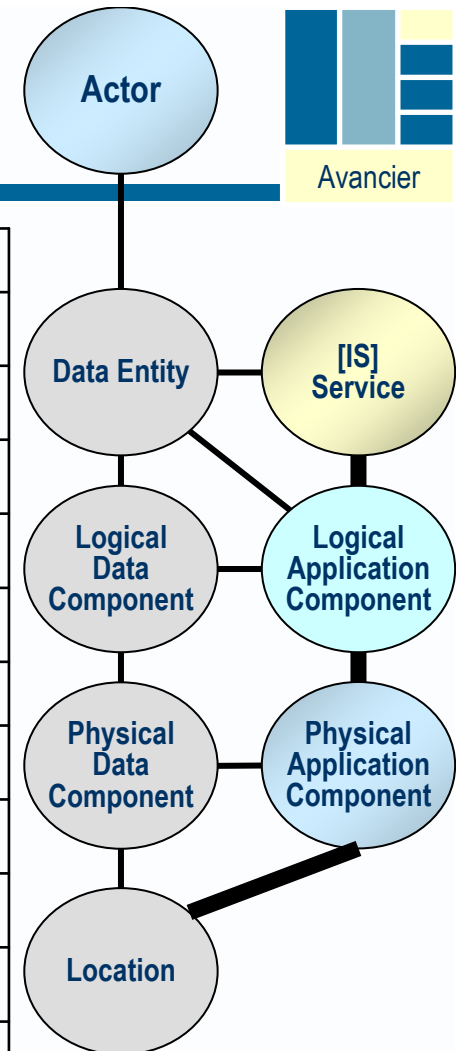 Actor
Avancier
Data Entity
[IS]
Service
Logical
Data
Component
Logical
Application
Component
Physical
Data
Component
Physical
Application
Component
Location